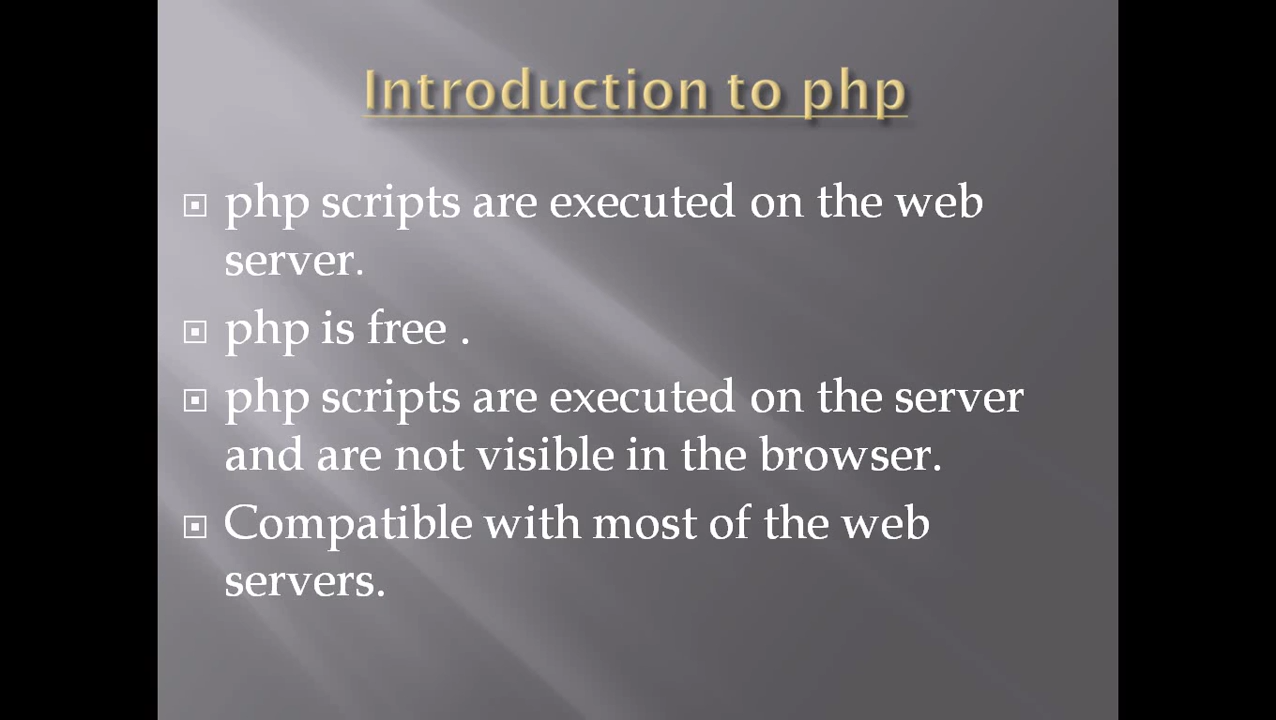 Introduction to php
php scripts are executed on the web
server.
php is free .
php scripts are executed on the server
and are not visible in the browser.
Compatible with most of the web
servers.